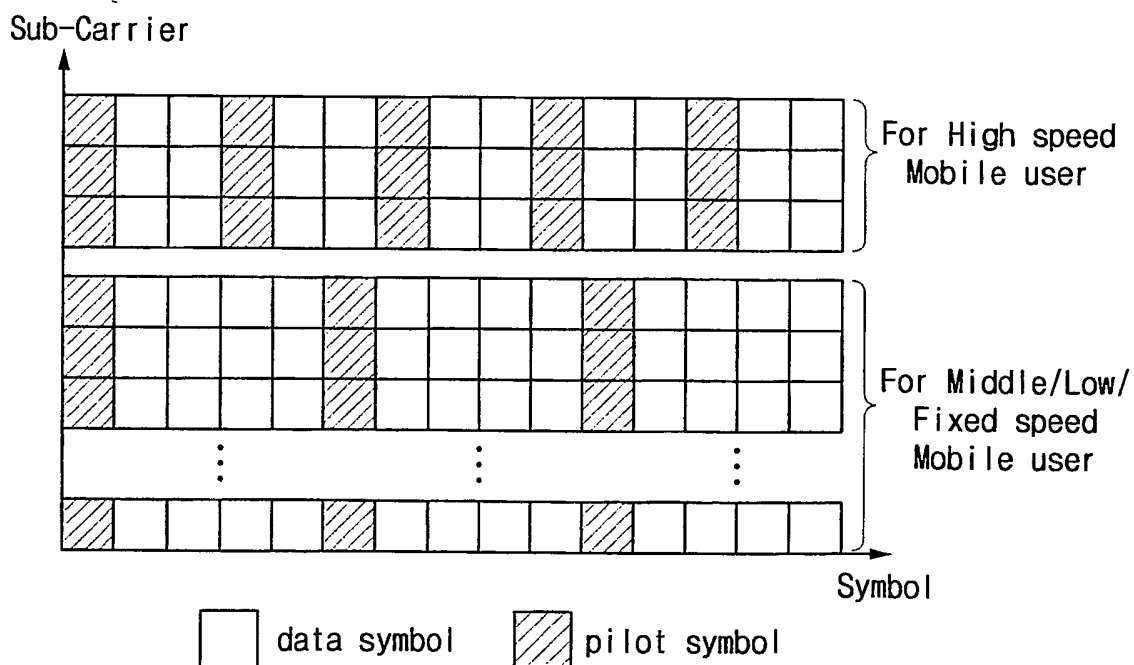 Sub-Carrier
For High speed
Mobile user
For Middle/Low/
Fixed speed
Mobile user
Symbol
data symbol
pilot symbol